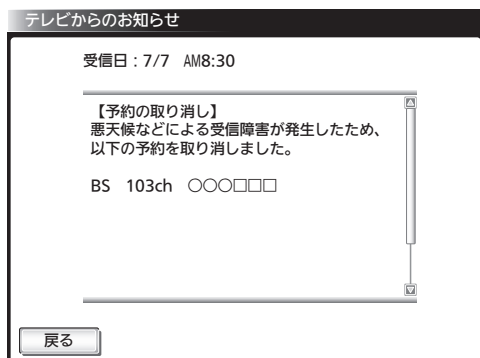 テレビからのお知らせ
受信日：7/7 AM8:30
【予約の取り消し】
悪天候などによる受信障害が発生したため、
以下の予約を取り消しました。
BS 103ch ○○○□□□
戻る